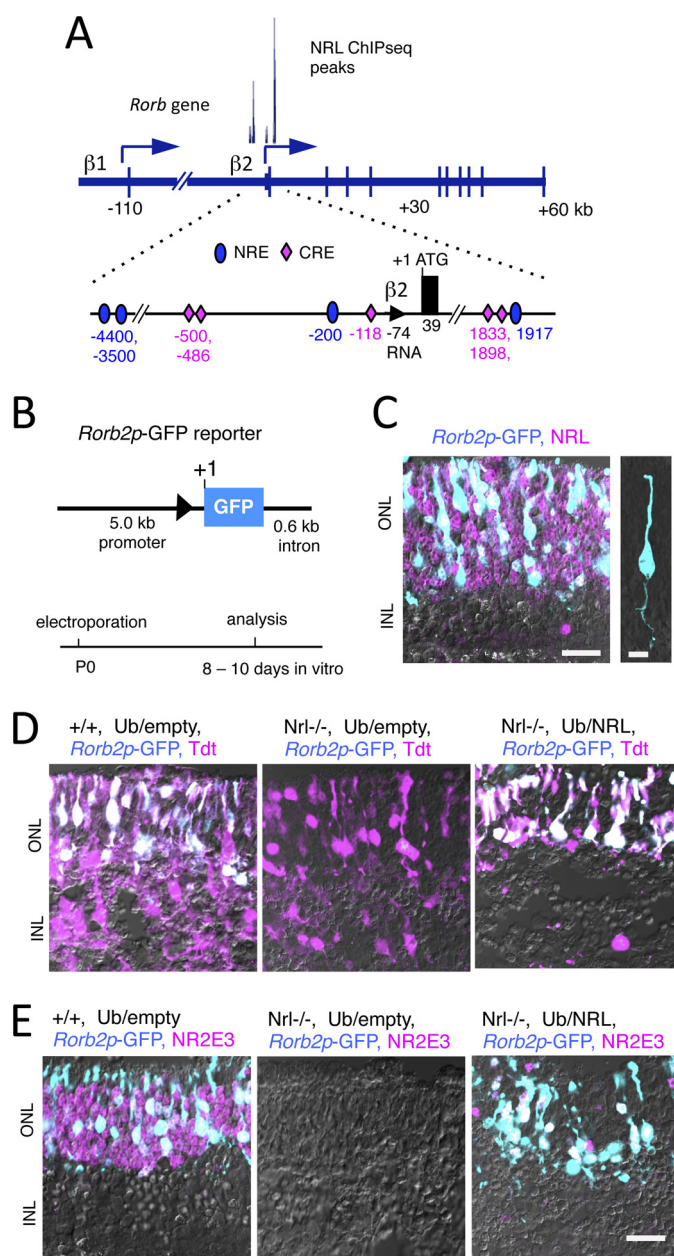 A
NRL ChIPseq
peaks
Rorb gene
β1
β2
-110
+30
+60 kb
NRE
CRE
+1 ATG
β2
-4400,
-3500
-500,
-486
-200
-118
-74
RNA
39
1833,
1898,
1917
B
Rorb2p-GFP reporter
+1
GFP
5.0 kb
promoter
0.6 kb
intron
electroporation
analysis
P0
8 – 10 days in vitro
C
Rorb2p-GFP, NRL
ONL
INL
D
+/+, Ub/empty,
Rorb2p-GFP, Tdt
Nrl-/-, Ub/empty,
Rorb2p-GFP, Tdt
Nrl-/-, Ub/NRL,
Rorb2p-GFP, Tdt
ONL
INL
E
+/+, Ub/empty
Rorb2p-GFP, NR2E3
Nrl-/-, Ub/empty,
Rorb2p-GFP, NR2E3
Nrl-/-, Ub/NRL,
Rorb2p-GFP, NR2E3
ONL
INL